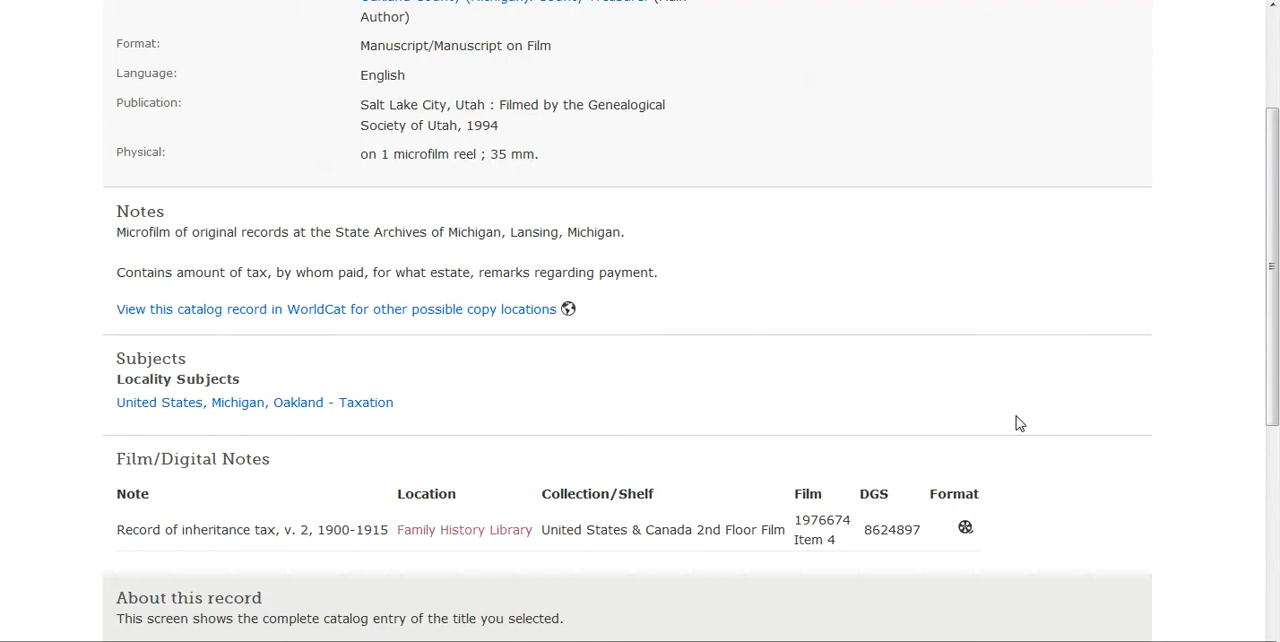 Author)
Format:
Manuscript/Manuscript on Film
Language:
English
Publication:
Salt Lake City, Utah : Filmed by the Genealogical
Society of Utah, 1994
Physical:
on 1 microfilm reel ; 35 mm.
Notes
Microfilm of original records at the State Archives of Michigan, Lansing, Michigan.
Contains amount of tax, by whom paid, for what estate, remarks regarding payment.
View this catalog record in WorldCat for other possible copy locations
Subjects
Locality Subjects
United States, Michigan, Oakland - Taxation
Film/Digital Notes
Note Location Collection/Shelf Film DGS Format
Record of inheritance tax, v. 2, 1900-1915 Family History Library United States & Canada 2nd Floor Film 1976674 8624897
Item 4
About this record
This screen shows the complete catalog entry of the title you selected.